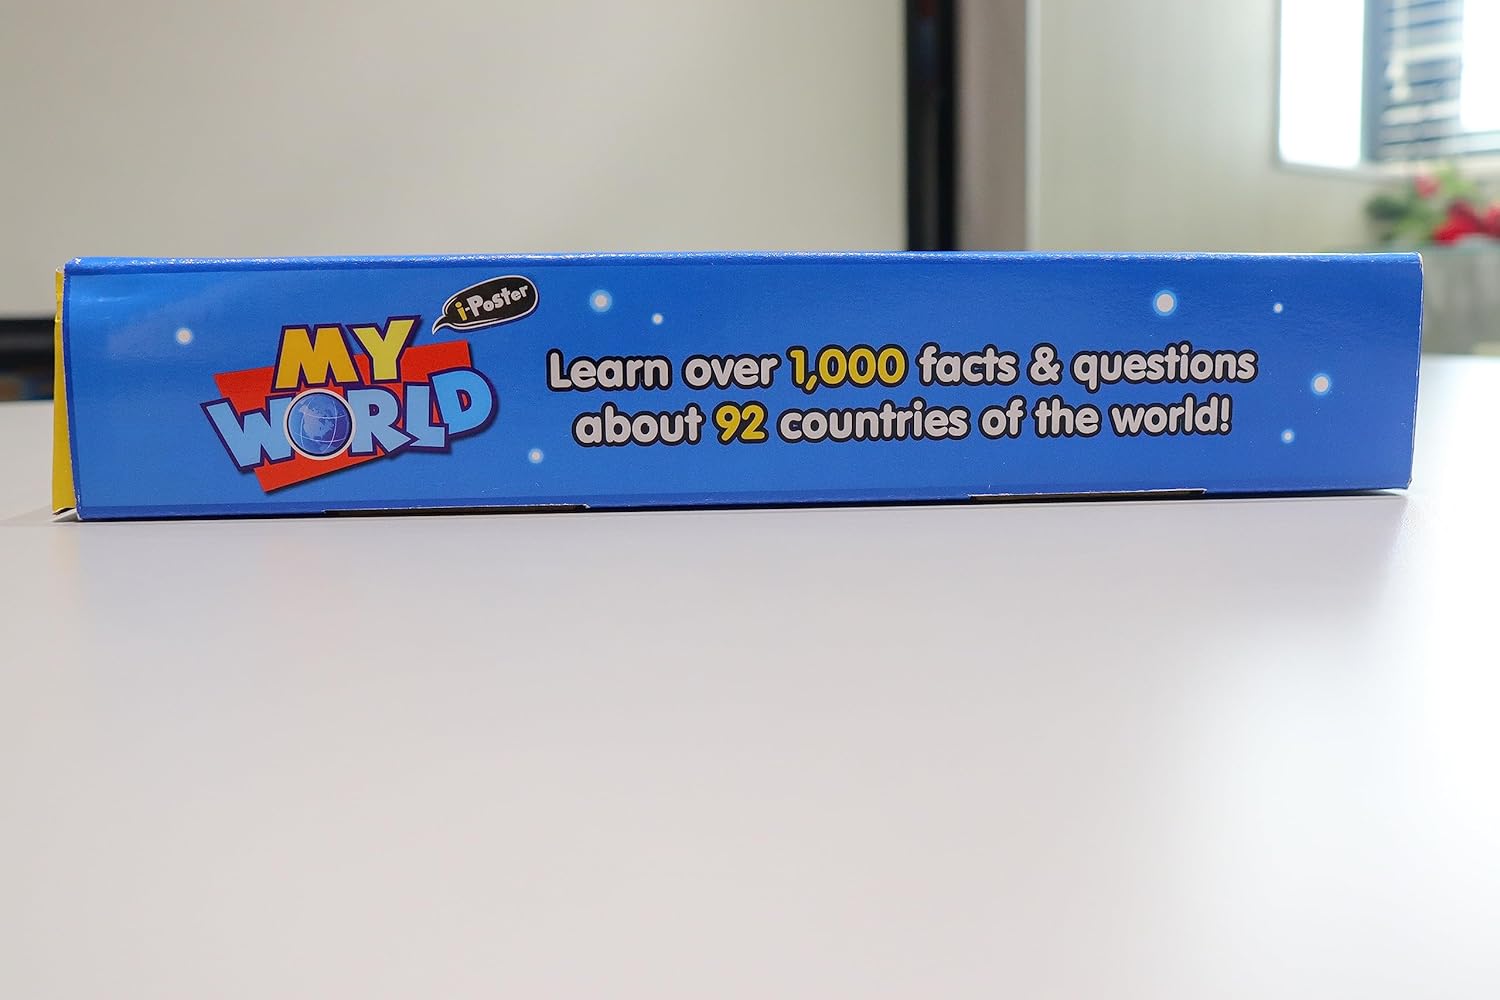 i-Poster
MY
WORLD
Learn over 1,000 facts & questions
about 92 countries of the world!